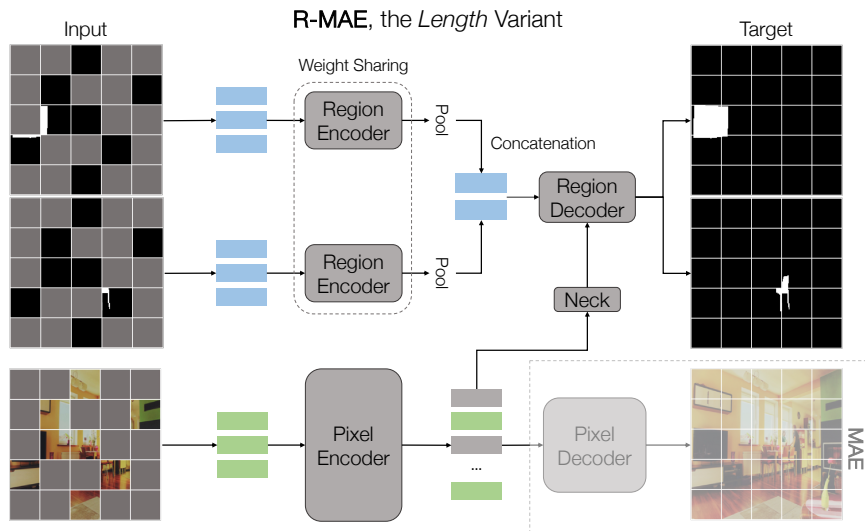 R-MAE, the Length Variant
Input
Target
Weight Sharing
Region
Encoder
Pool
Concatenation
Region
Decoder
Region
Encoder
Pool
Neck
Pixel
Encoder
...
Pixel
Decoder
MAE